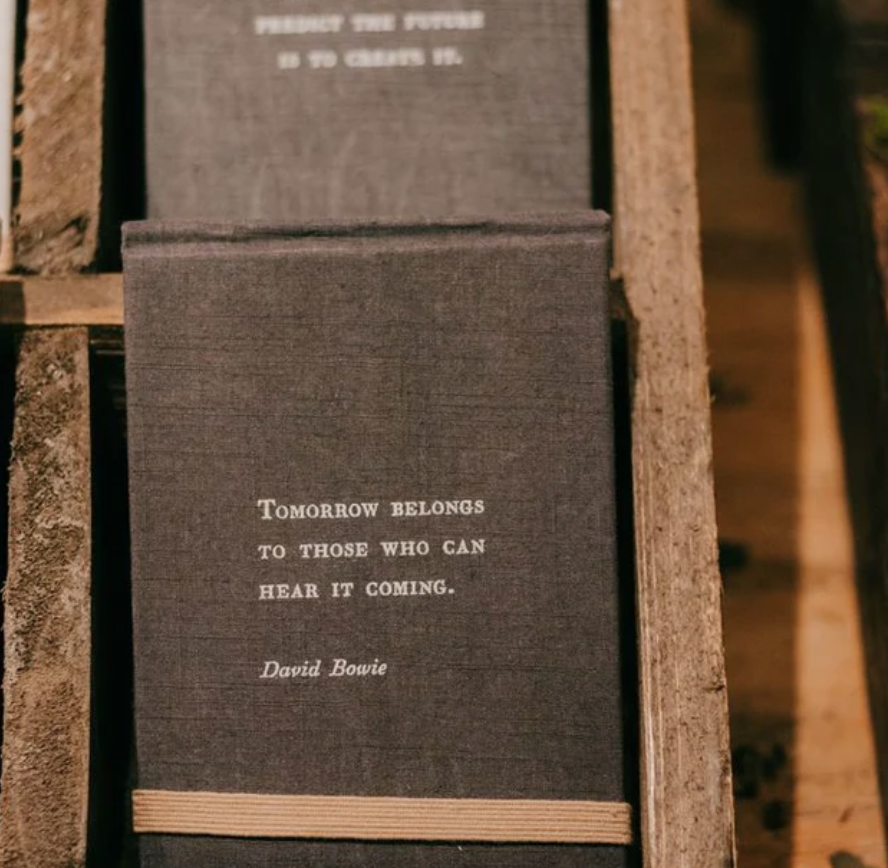 PREDICT THE FUTURE
IS TO CREATE IT.
TOMORROW BELONGS
TO THOSE WHO CAN
HEAR IT COMING.
David Bowie